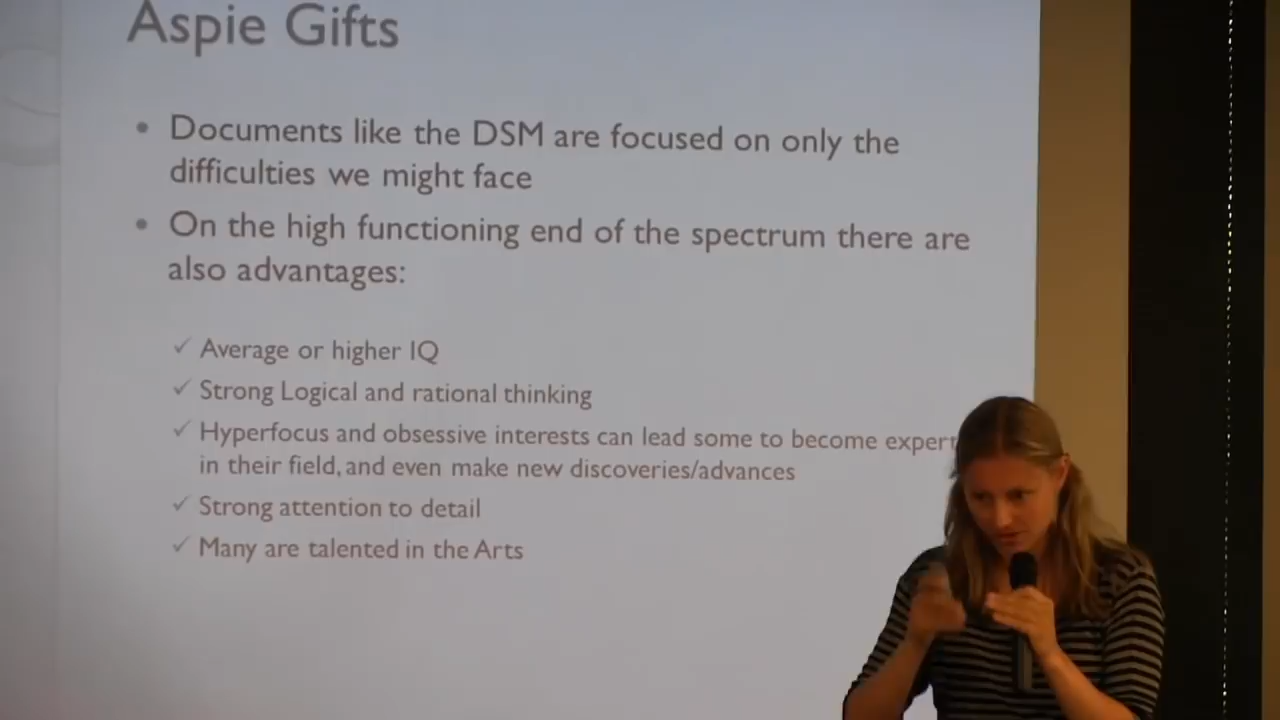 Aspie Gifts
• Documents like the DSM are focused on only the
difficulties we might face
• On the high functioning end of the spectrum there are
also advantages:
✓ Average or higher IQ
✓ Strong Logical and rational thinking
✓ Hyperfocus and obsessive interests can lead some to become expert
in their field, and even make new discoveries/advances
✓ Strong attention to detail
✓ Many are talented in the Arts